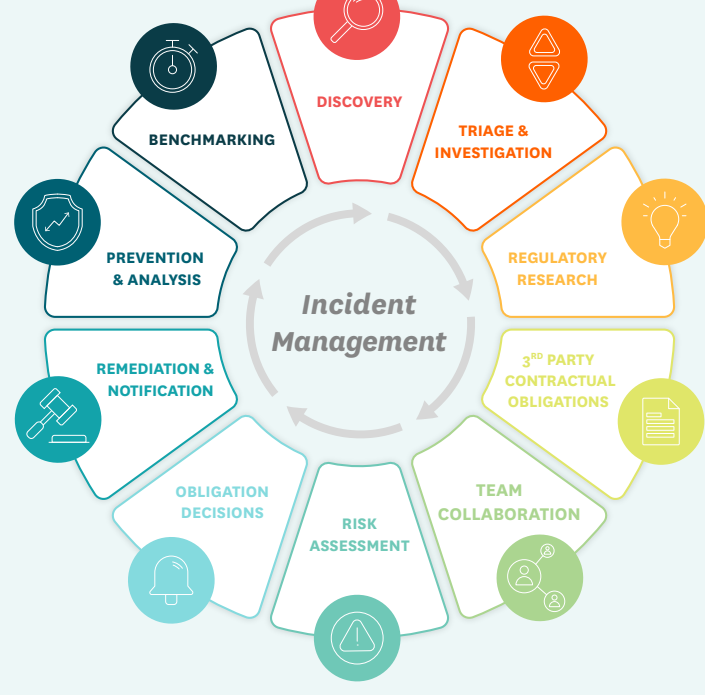 DISCOVERY
TRIAGE &
INVESTIGATION
REGULATORY
RESEARCH
3RD PARTY
CONTRACTUAL
OBLIGATIONS
TEAM
COLLABORATION
RISK
ASSESSMENT
OBLIGATION
DECISIONS
REMEDIATION &
NOTIFICATION
PREVENTION
& ANALYSIS
BENCHMARKING
Incident
Management